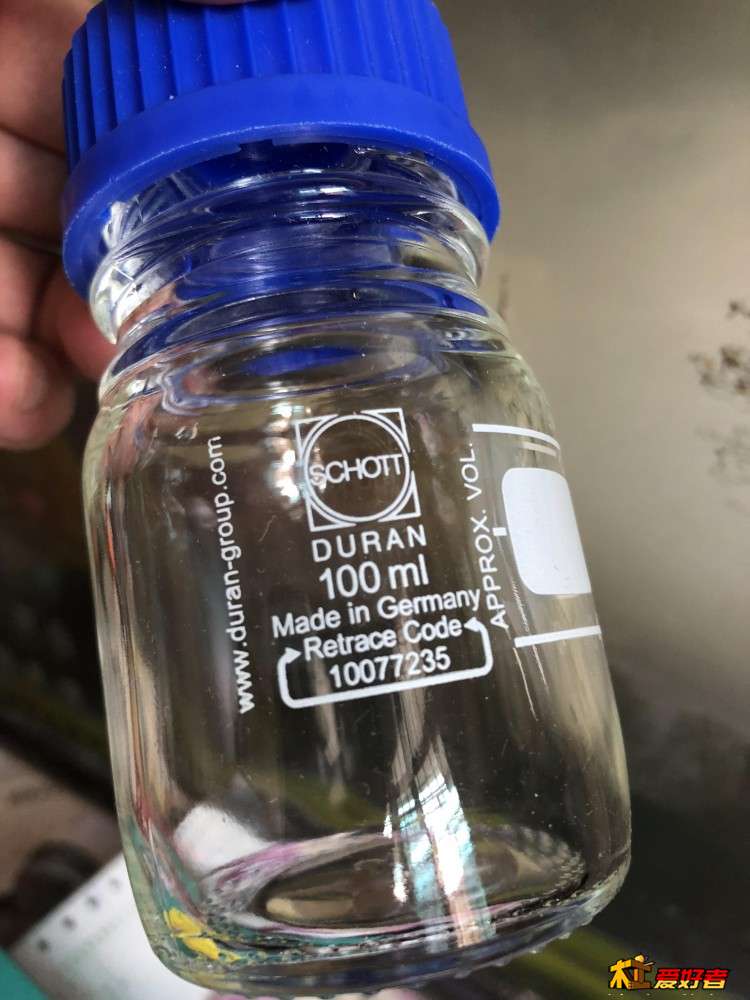 SCHOTT
DURAN
100 ml
Made in Germany
Retrace Code
10077235
www.duran-group.com
APPROX. VOL.
杠爱好者